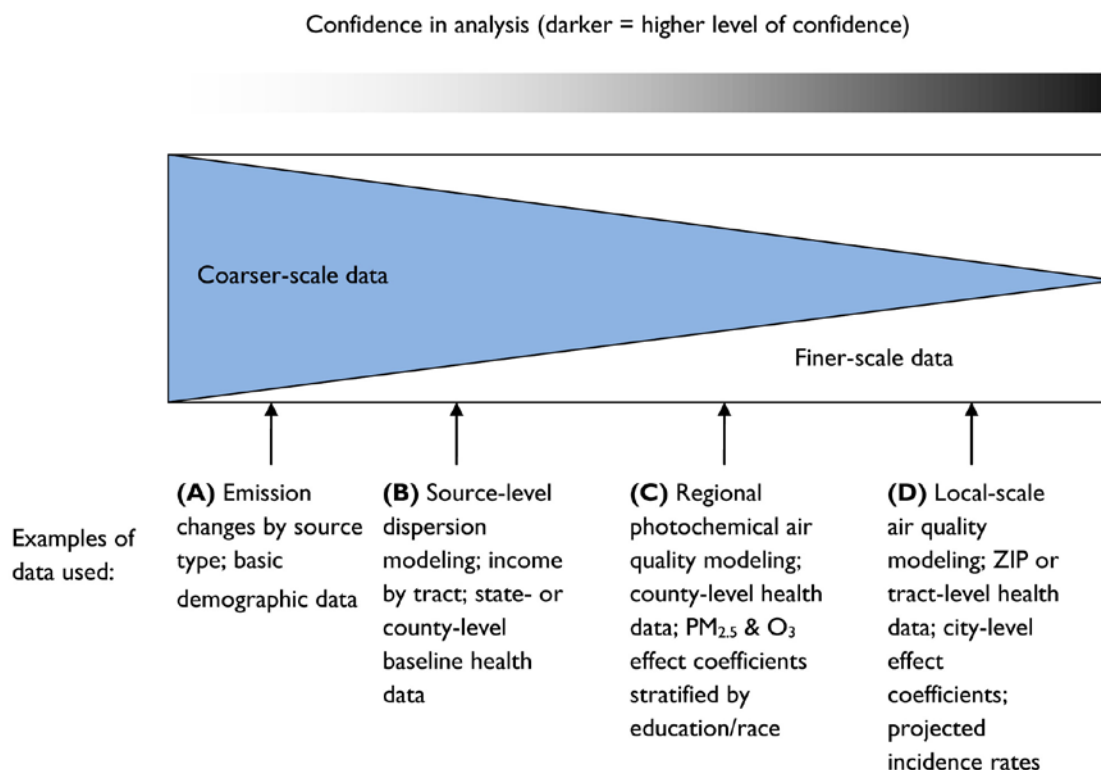 Confidence in analysis (darker = higher level of confidence)
Coarser-scale data
Finer-scale data
Examples of
data used:
(A) Emission
changes by source
type; basic
demographic data
(B) Source-level
dispersion
modeling; income
by tract; state- or
county-level
baseline health
data
(C) Regional
photochemical air
quality modeling;
county-level health
data; PM2.5 & O3
effect coefficients
stratified by
education/race
(D) Local-scale
air quality
modeling; ZIP or
tract-level health
data; city-level
effect
coefficients;
projected
incidence rates